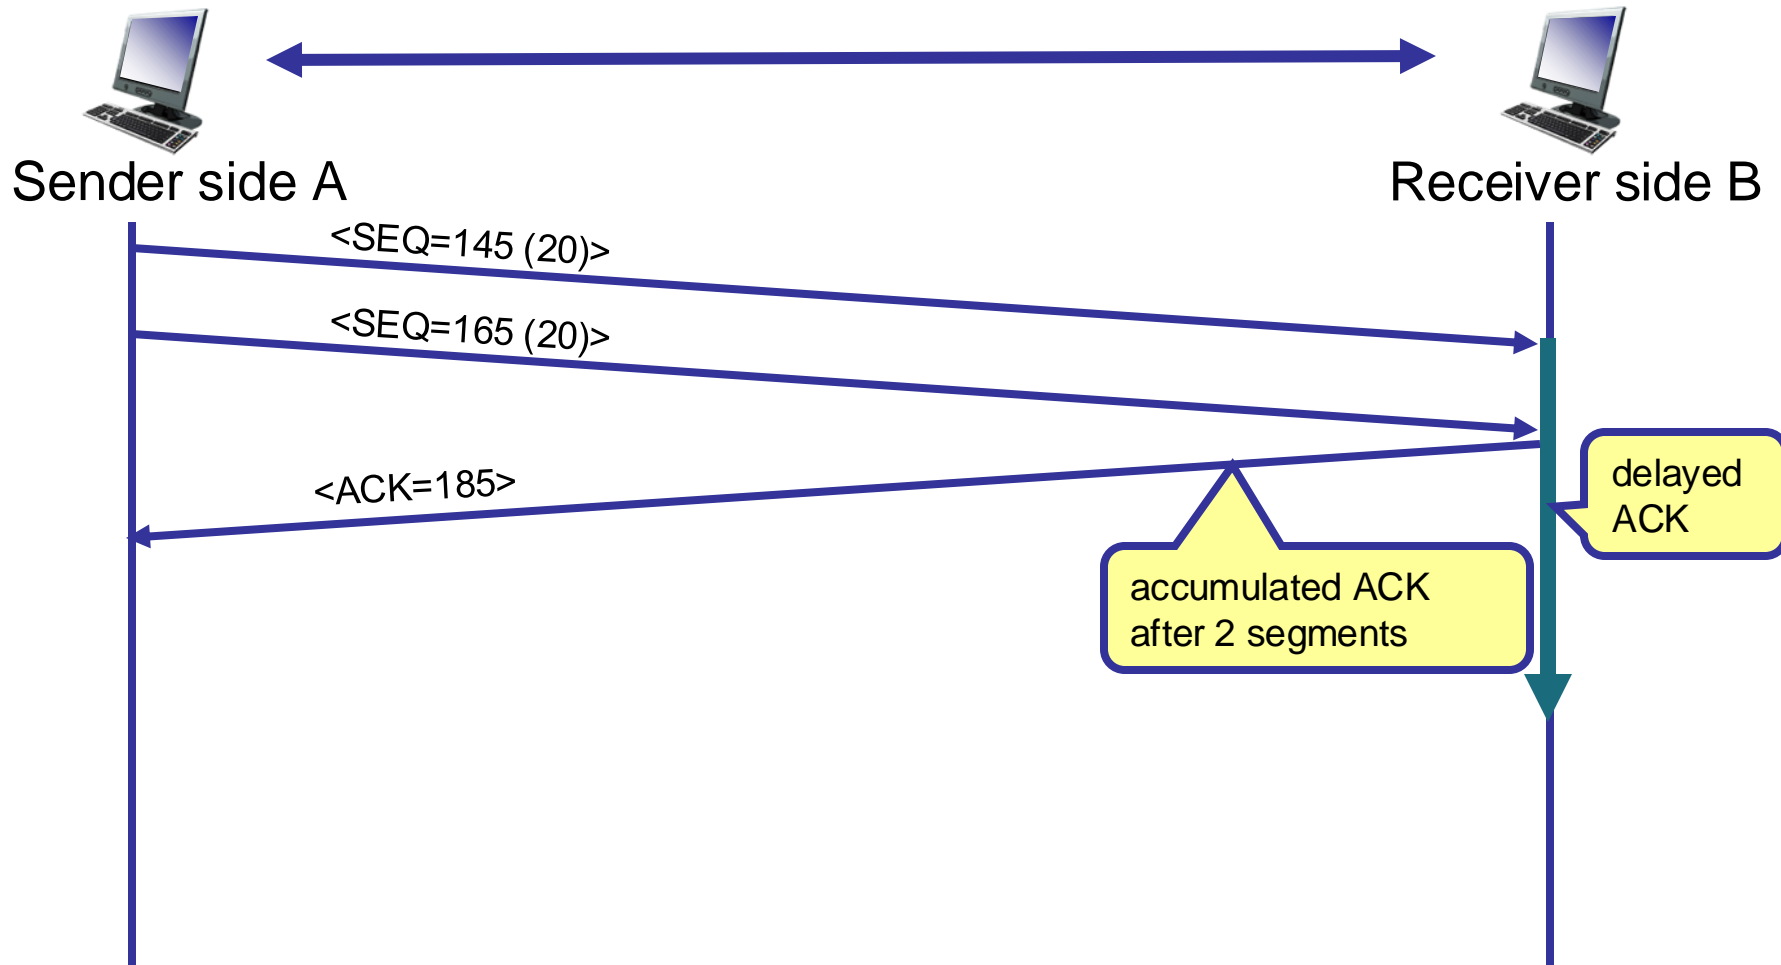 Sender side A
Receiver side B
<SEQ=145 (20)>
<SEQ=165 (20)>
<ACK=185>
delayed
ACK
accumulated ACK
after 2 segments